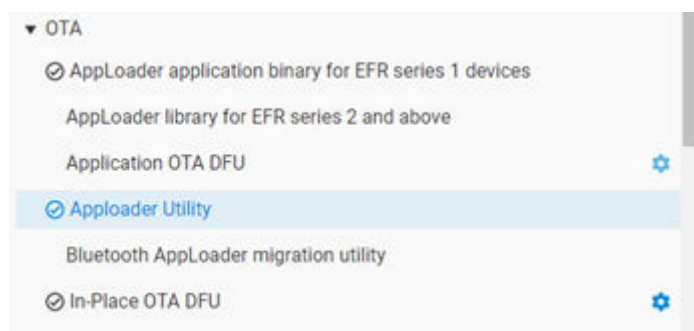 OTA
AppLoader application binary for EFR series 1 devices
AppLoader library for EFR series 2 and above
Application OTA DFU
Apploader Utility
Bluetooth AppLoader migration utility
In-Place OTA DFU